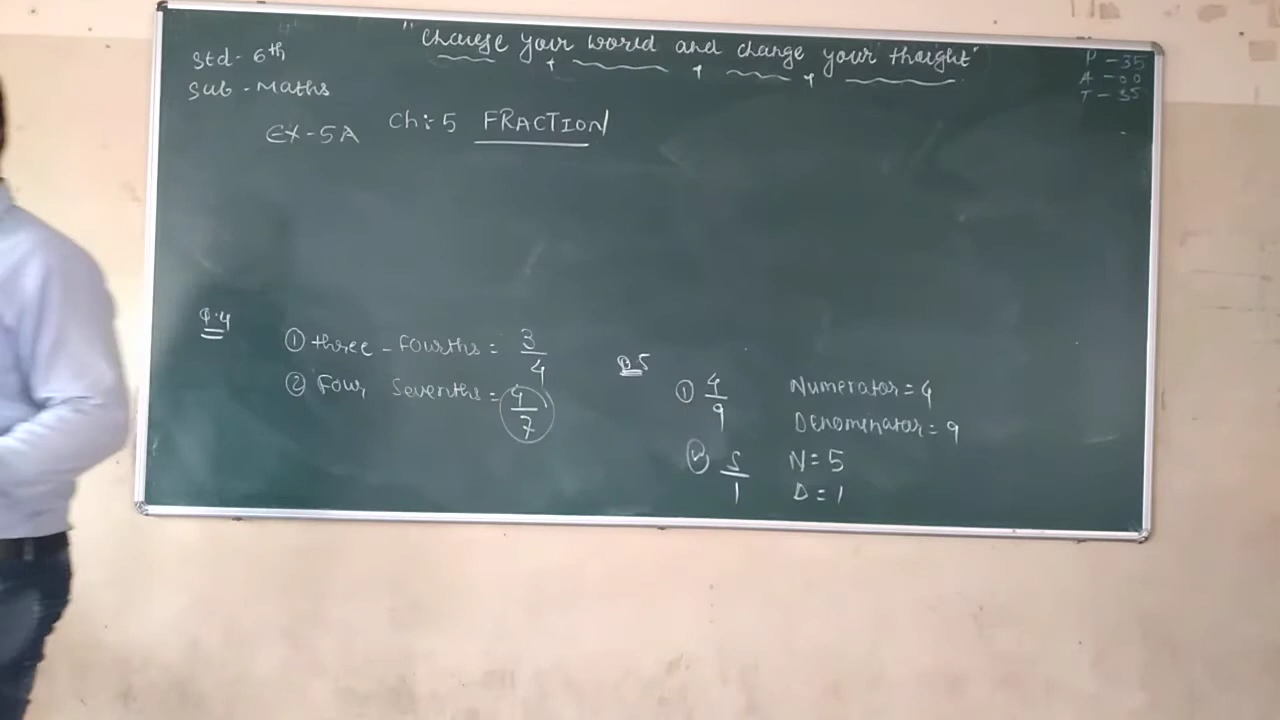 "Change your world and change your thought"
Std- 6th
Sub - Maths
P - 35
A - 00
T - 35
Ex - 5A
Ch:- 5 FRACTION
Q.4
① three - fourths = 3/4
② Four Sevenths = 4/7
Q.5
① 4/9 Numerator = 4
Denominator = 9
5/1 N = 5
D = 1